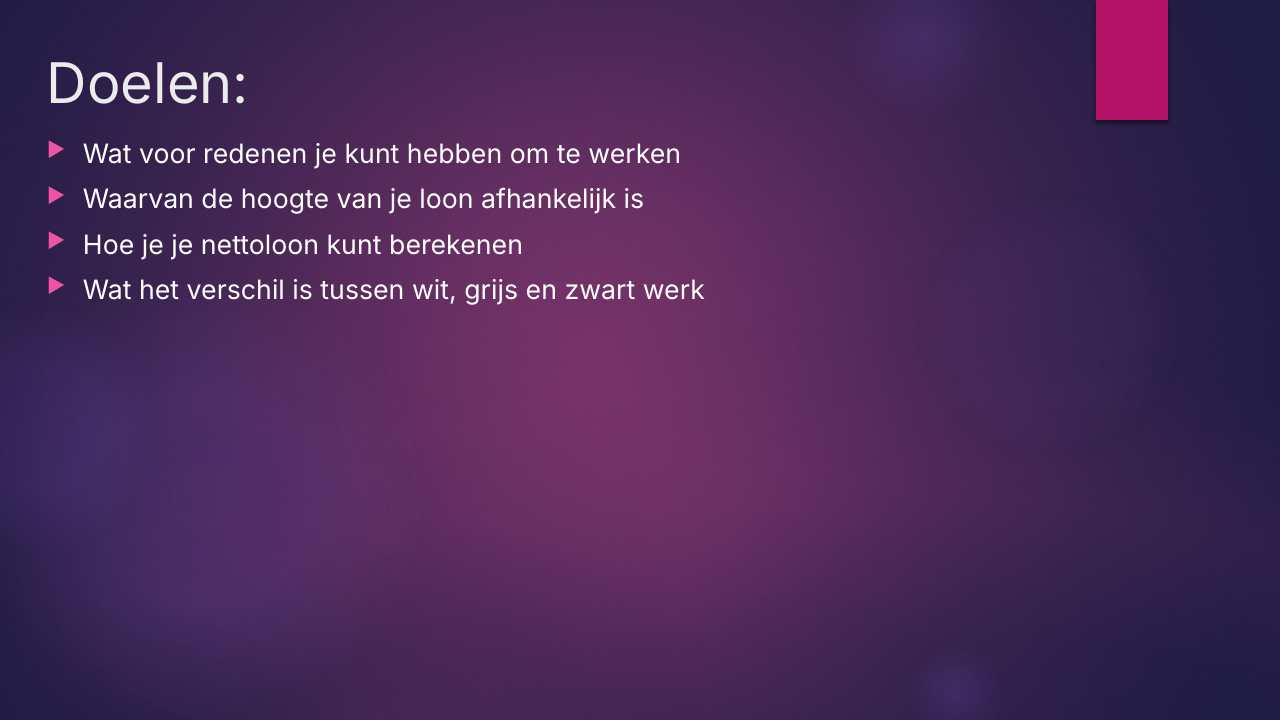 Doelen:
Wat voor redenen je kunt hebben om te werken
Waarvan de hoogte van je loon afhankelijk is
Hoe je je nettoloon kunt berekenen
Wat het verschil is tussen wit, grijs en zwart werk